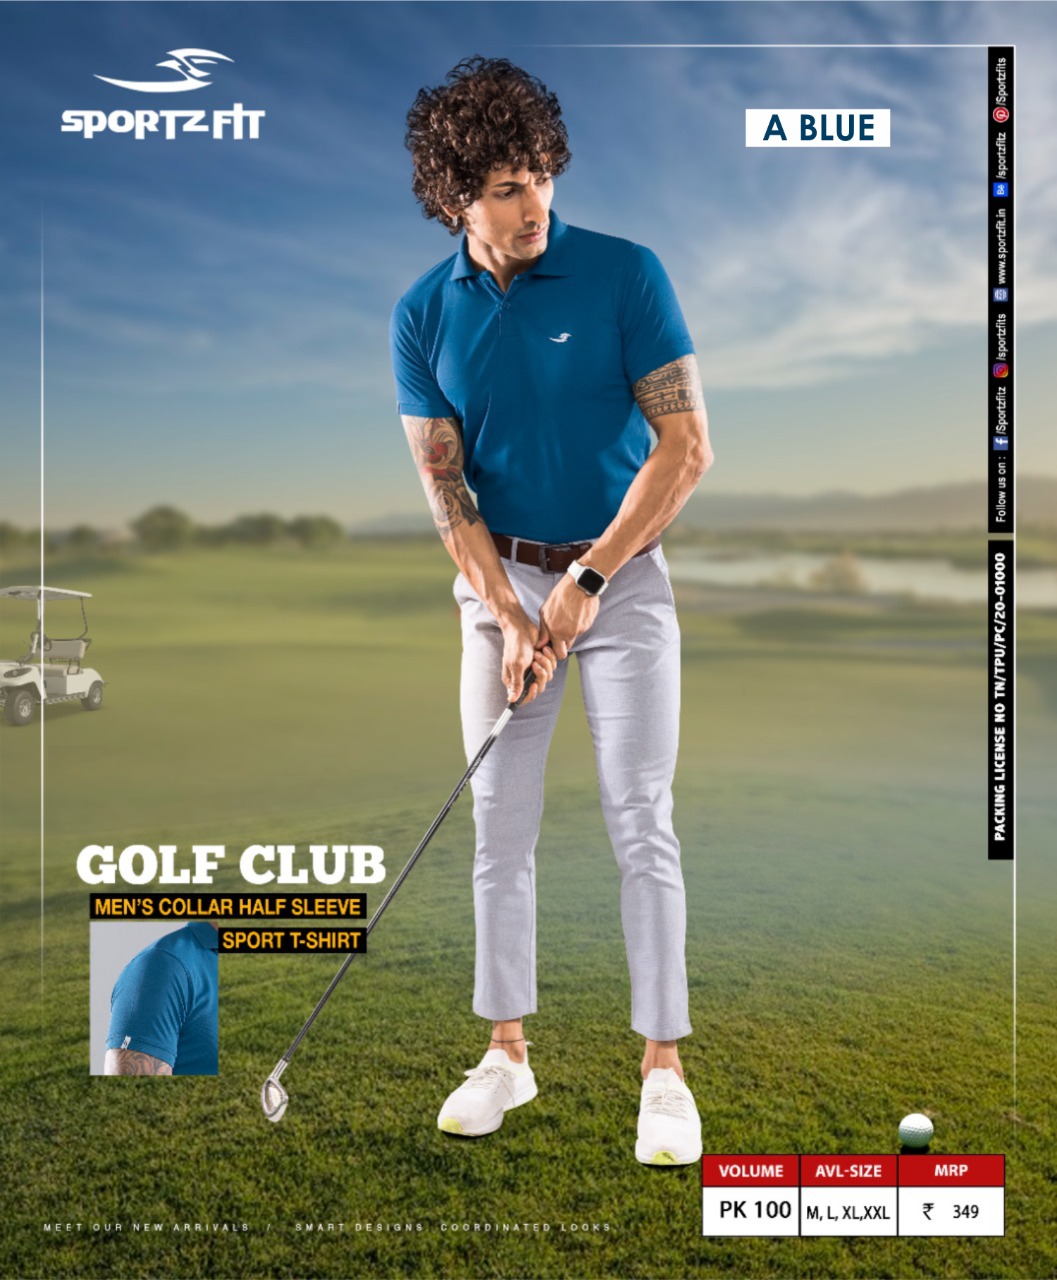 SPORTZ FIT
A BLUE
Follow us on : f /Sportzfitz /sportzfits www.sportzfit.in Bē /sportzfitz /Sportzfits
PACKING LICENSE NO TN/TPU/PC/20-01000
GOLF CLUB
MEN'S COLLAR HALF SLEEVE
SPORT T-SHIRT
VOLUME AVL-SIZE MRP
PK 100 M, L, XL,XXL ₹ 349
MEET OUR NEW ARRIVALS / SMART DESIGNS COORDINATED LOOKS